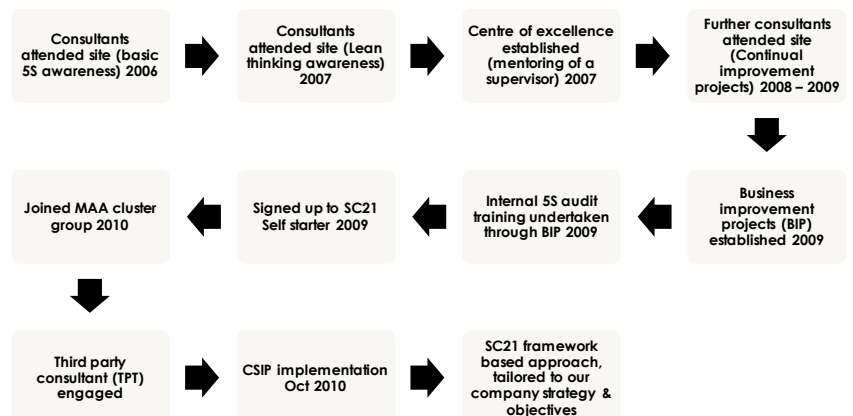 Consultants
attended site (basic
5S awareness) 2006
Consultants
attended site (Lean
thinking awareness)
2007
Centre of excellence
established
(mentoring of a
supervisor) 2007
Further consultants
attended site
(Continual
improvement
projects) 2008 – 2009
Business
improvement
projects (BIP)
established 2009
Internal 5S audit
training undertaken
through BIP 2009
Signed up to SC21
Self starter 2009
Joined MAA cluster
group 2010
Third party
consultant (TPT)
engaged
CSIP implementation
Oct 2010
SC21 framework
based approach,
tailored to our
company strategy &
objectives